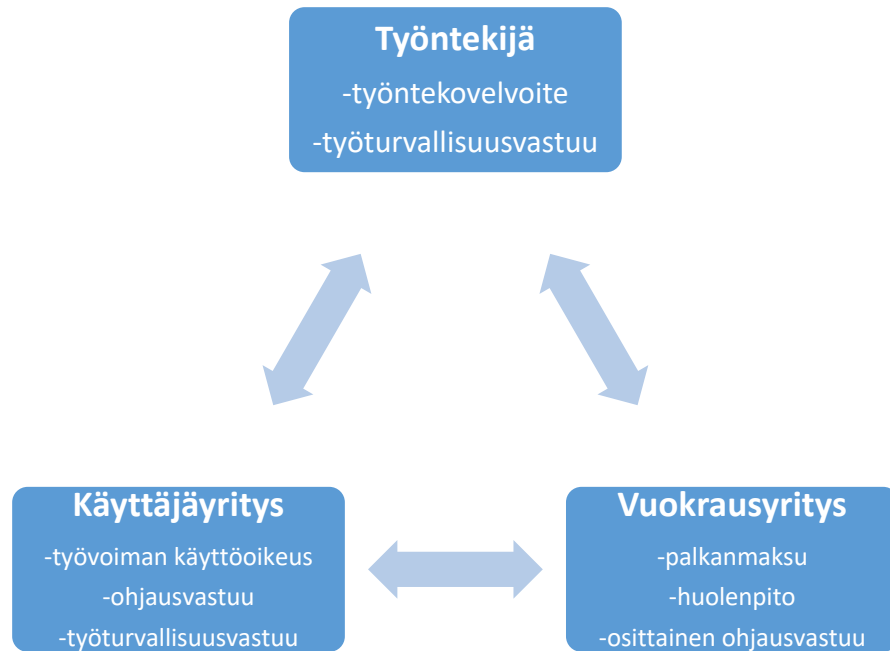 Työntekijä
-työntekovelvoite
-työturvallisuusvastuu
Käyttäjäyritys
-työvoiman käyttöoikeus
-ohjausvastuu
-työturvallisuusvastuu
Vuokrausyritys
-palkanmaksu
-huolenpito
-osittainen ohjausvastuu